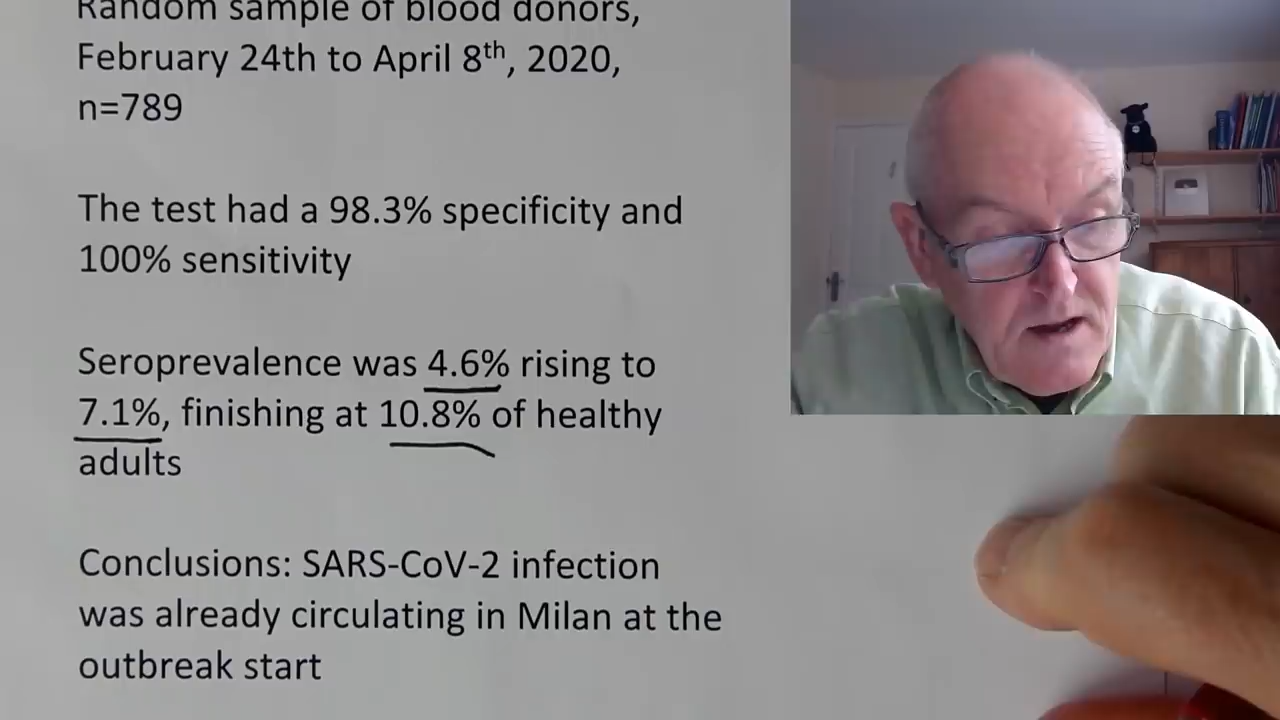 Random sample of blood donors,
February 24th to April 8th, 2020,
n=789
The test had a 98.3% specificity and
100% sensitivity
Seroprevalence was 4.6% rising to
7.1%, finishing at 10.8% of healthy
adults
Conclusions: SARS-CoV-2 infection
was already circulating in Milan at the
outbreak start